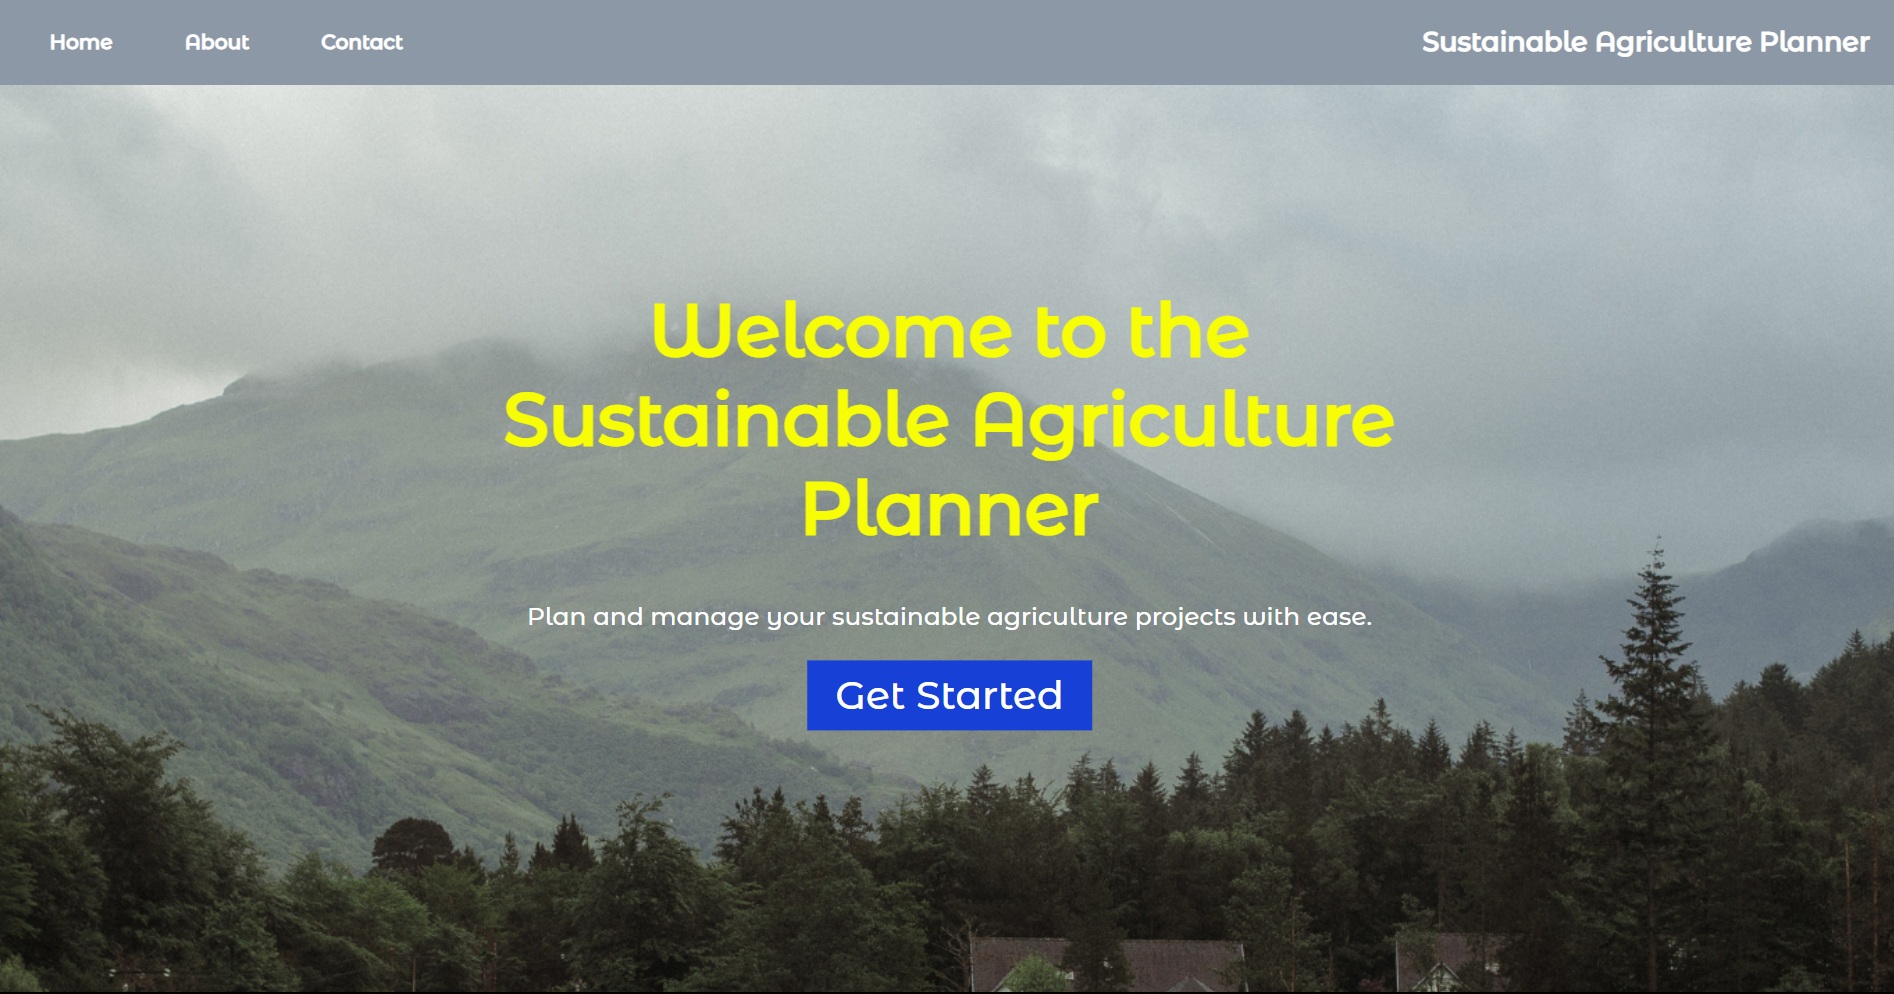 Home
About
Contact
Sustainable Agriculture Planner
Welcome to the
Sustainable Agriculture
Planner
Plan and manage your sustainable agriculture projects with ease.
Get Started